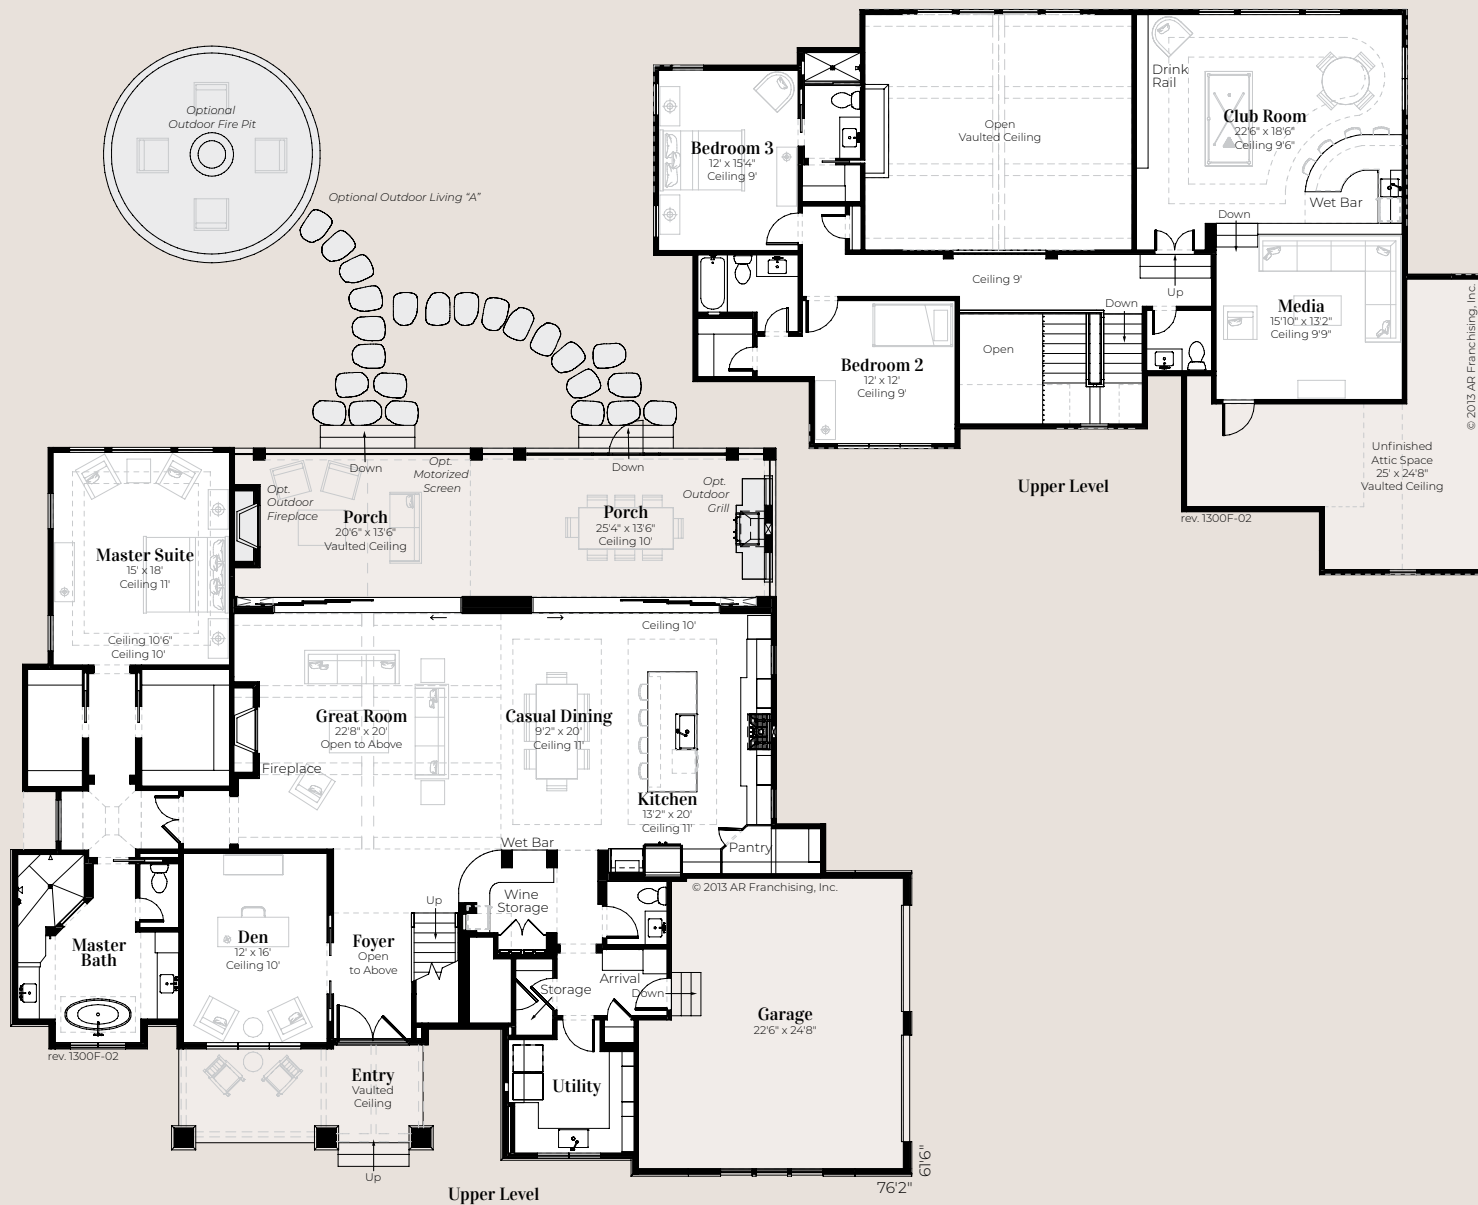 Optional
Outdoor Fire Pit
Optional Outdoor Living “A”
Bedroom 3
12' x 15'4"
Ceiling 9'
Open
Vaulted Ceiling
Drink
Rail
Club Room
22'6" x 18'6"
Ceiling 9'6"
Wet Bar
Down
Ceiling 9'
Up
Down
Media
15'10" x 13'2"
Ceiling 9'9"
Open
Bedroom 2
12' x 12'
Ceiling 9'
Unfinished
Attic Space
25' x 24'8"
Vaulted Ceiling
© 2013 AR Franchising, Inc.
rev. 1300F-02
Upper Level
Down
Opt.
Motorized
Screen
Down
Opt.
Outdoor
Fireplace
Porch
20'6" x 13'6"
Vaulted Ceiling
Porch
25'4" x 13'6"
Ceiling 10'
Opt.
Outdoor
Grill
Master Suite
15' x 18'
Ceiling 11'
Ceiling 10'6"
Ceiling 10'
Ceiling 10'
Great Room
22'8" x 20'
Open to Above
Fireplace
Casual Dining
9'2" x 20'
Ceiling 11'
Kitchen
13'2" x 20'
Ceiling 11'
Pantry
Wet Bar
Wine
Storage
© 2013 AR Franchising, Inc.
Up
Master
Bath
Den
12' x 16'
Ceiling 10'
Foyer
Open
to Above
Storage
Arrival
Down
Garage
22'6" x 24'8"
rev. 1300F-02
Entry
Vaulted
Ceiling
Utility
Up
61'6"
76'2"
Upper Level